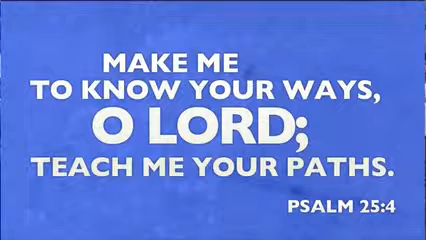 MAKE ME
TO KNOW YOUR WAYS,
O LORD;
TEACH ME YOUR PATHS.
PSALM 25:4